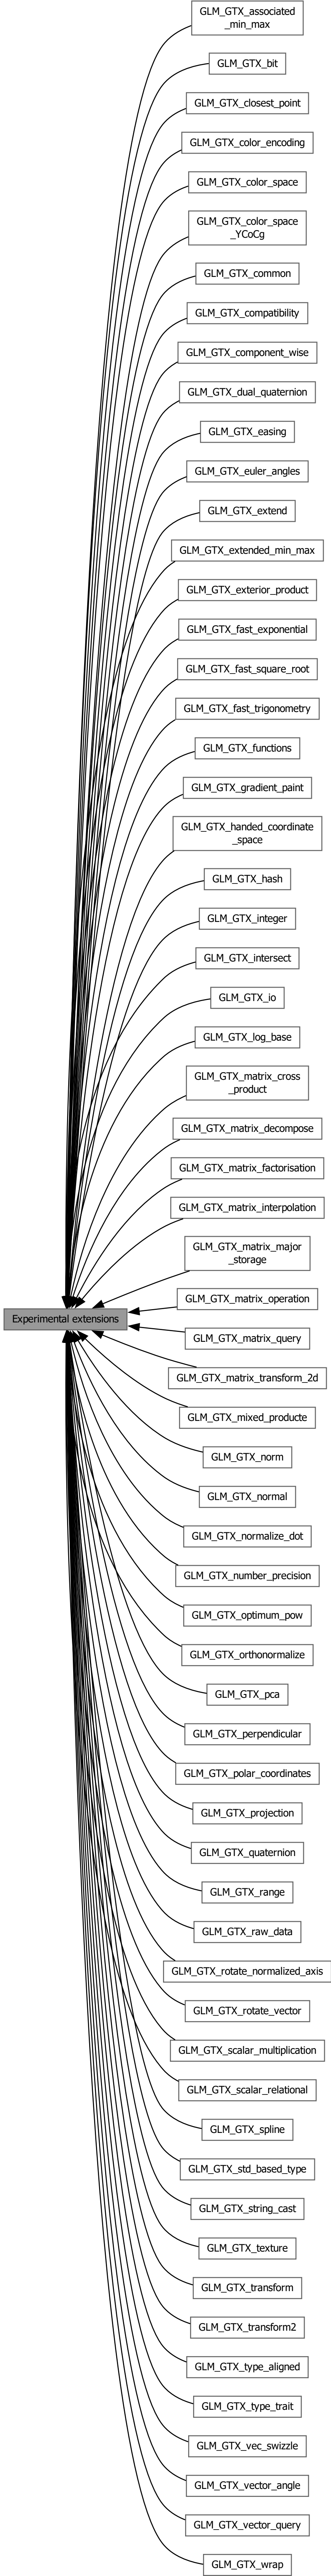 GLM_GTX_associated
_min_max
GLM_GTX_bit
GLM_GTX_closest_point
GLM_GTX_color_encoding
GLM_GTX_color_space
GLM_GTX_color_space
_YCoCg
GLM_GTX_common
GLM_GTX_compatibility
GLM_GTX_component_wise
GLM_GTX_dual_quaternion
GLM_GTX_easing
GLM_GTX_euler_angles
GLM_GTX_extend
GLM_GTX_extended_min_max
GLM_GTX_exterior_product
GLM_GTX_fast_exponential
GLM_GTX_fast_square_root
GLM_GTX_fast_trigonometry
GLM_GTX_functions
GLM_GTX_gradient_paint
GLM_GTX_handed_coordinate
_space
GLM_GTX_hash
GLM_GTX_integer
GLM_GTX_intersect
GLM_GTX_io
GLM_GTX_log_base
GLM_GTX_matrix_cross
_product
GLM_GTX_matrix_decompose
GLM_GTX_matrix_factorisation
GLM_GTX_matrix_interpolation
GLM_GTX_matrix_major
_storage
GLM_GTX_matrix_operation
Experimental extensions
GLM_GTX_matrix_query
GLM_GTX_matrix_transform_2d
GLM_GTX_mixed_producte
GLM_GTX_norm
GLM_GTX_normal
GLM_GTX_normalize_dot
GLM_GTX_number_precision
GLM_GTX_optimum_pow
GLM_GTX_orthonormalize
GLM_GTX_pca
GLM_GTX_perpendicular
GLM_GTX_polar_coordinates
GLM_GTX_projection
GLM_GTX_quaternion
GLM_GTX_range
GLM_GTX_raw_data
GLM_GTX_rotate_normalized_axis
GLM_GTX_rotate_vector
GLM_GTX_scalar_multiplication
GLM_GTX_scalar_relational
GLM_GTX_spline
GLM_GTX_std_based_type
GLM_GTX_string_cast
GLM_GTX_texture
GLM_GTX_transform
GLM_GTX_transform2
GLM_GTX_type_aligned
GLM_GTX_type_trait
GLM_GTX_vec_swizzle
GLM_GTX_vector_angle
GLM_GTX_vector_query
GLM_GTX_wrap